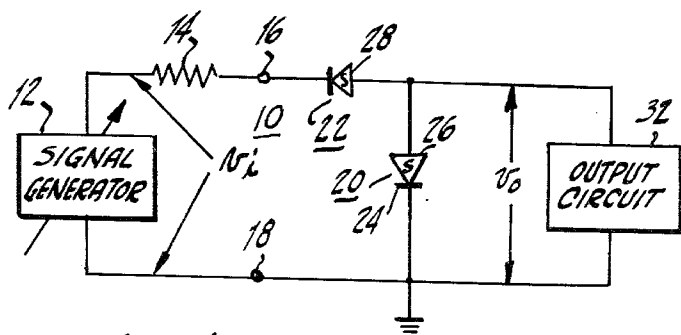 14
16
28
12
10
22
26
32
SIGNAL
GENERATOR
vi
20
S
S
vo
OUTPUT
CIRCUIT
24
18